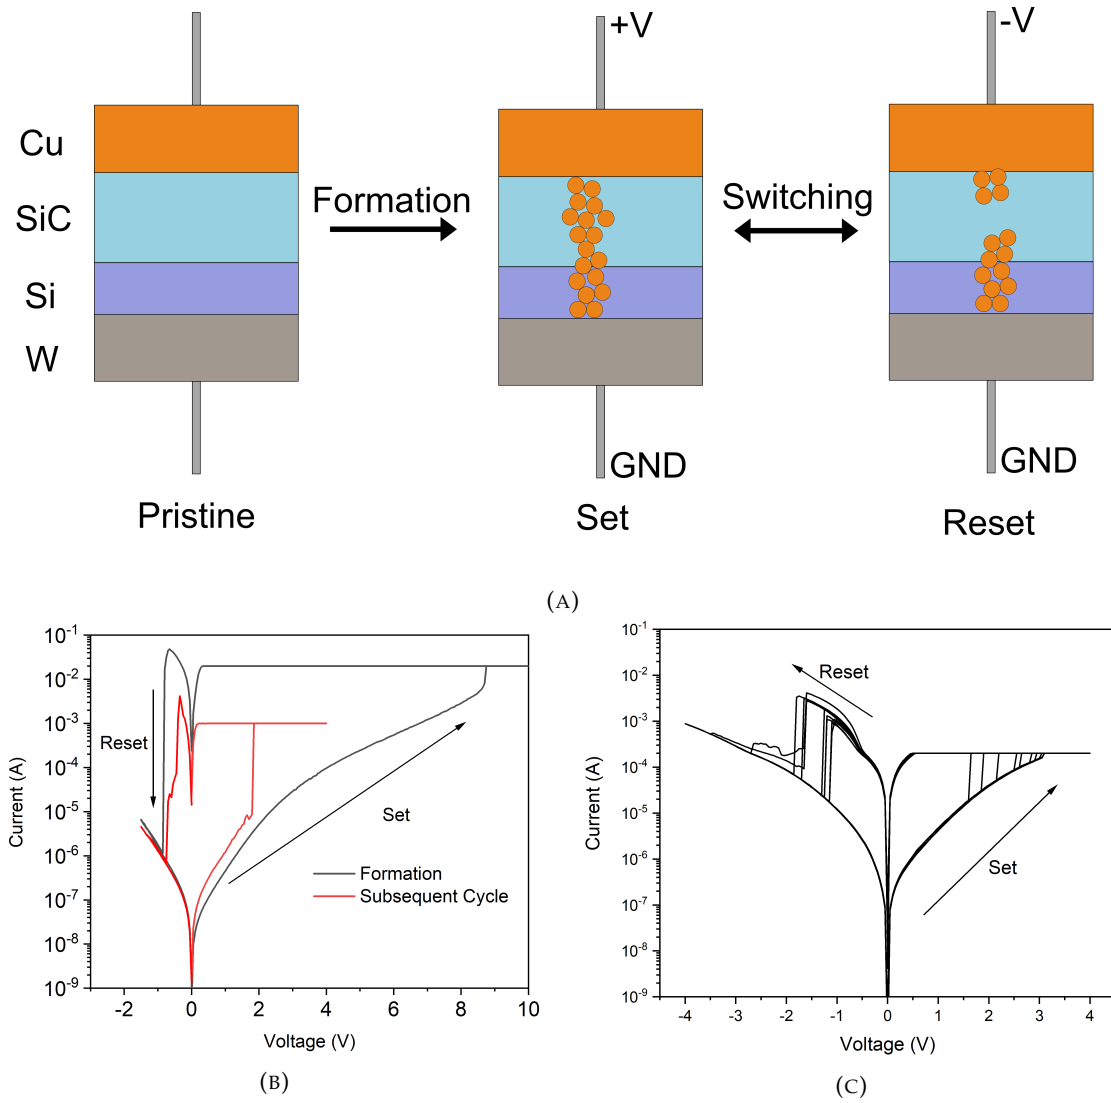 +V
-V
Cu
SiC
Si
W
Formation
Switching
GND
GND
Pristine
Set
Reset
(A)
10⁻¹
10⁻²
10⁻³
10⁻⁴
10⁻⁵
10⁻⁶
10⁻⁷
10⁻⁸
10⁻⁹
Current (A)
Reset
Set
Formation
Subsequent Cycle
-2 0 2 4 6 8 10
Voltage (V)
(B)
10⁻¹
10⁻²
10⁻³
10⁻⁴
10⁻⁵
10⁻⁶
10⁻⁷
10⁻⁸
10⁻⁹
Current (A)
Reset
Set
-4 -3 -2 -1 0 1 2 3 4
Voltage (V)
(C)